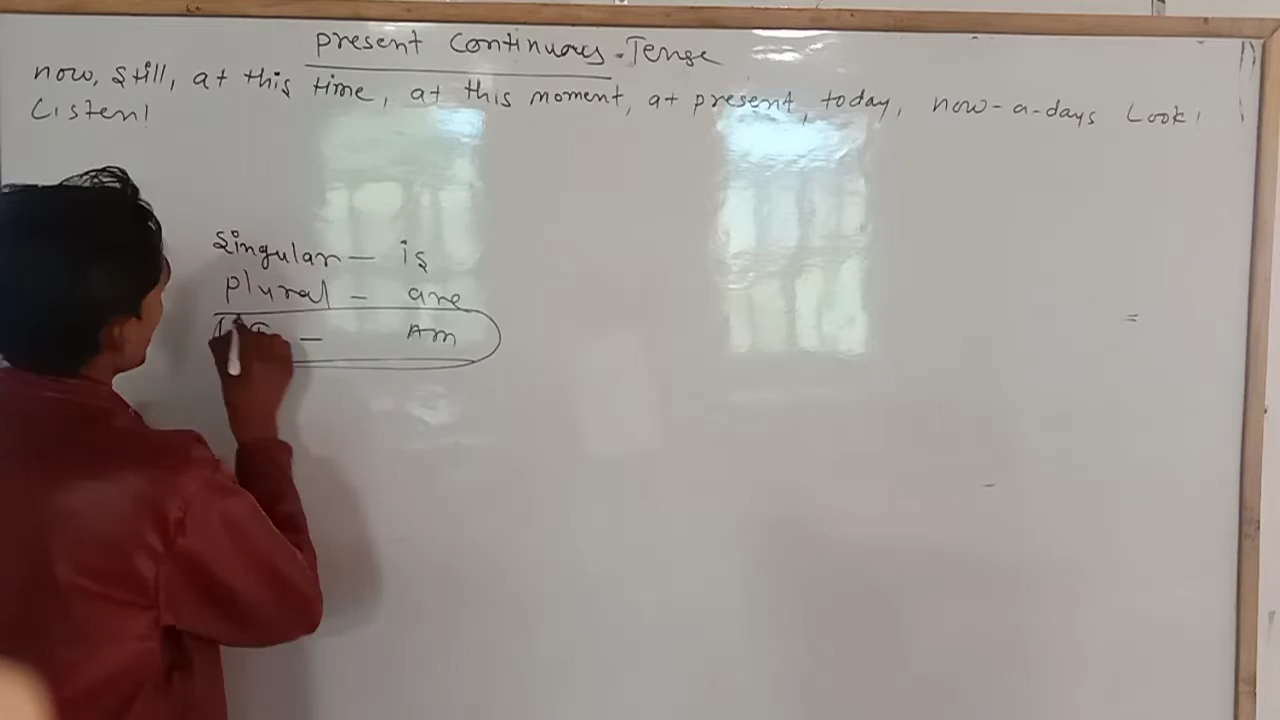 present Continuous Tense
now, still, at this time, at this moment, at present, today, now-a-days Look!
Listen!
Singular — is
plural — are
I — Am